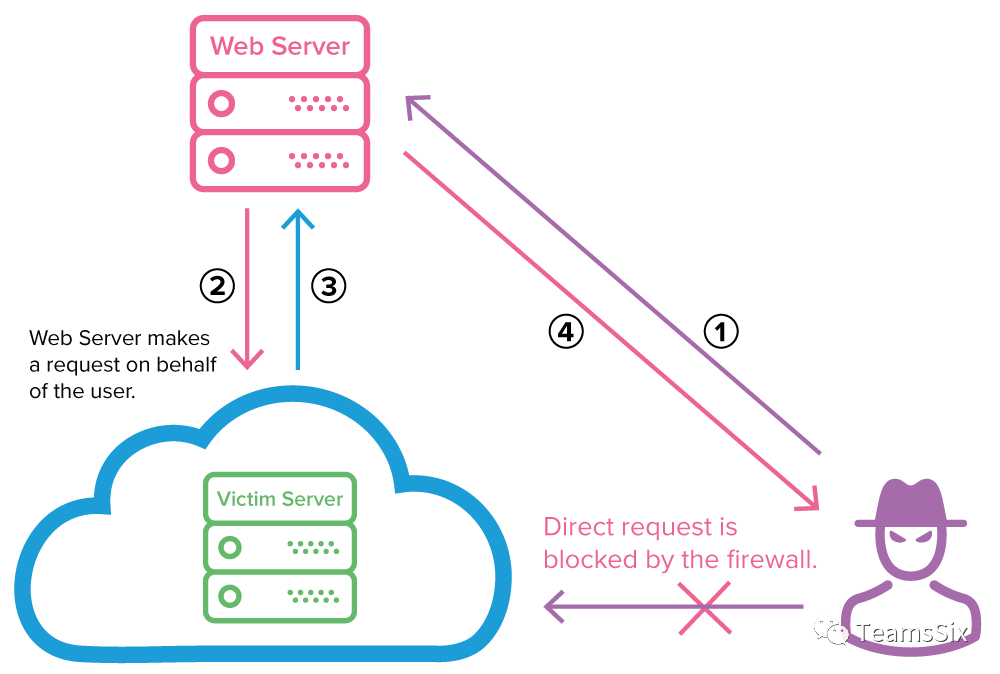 Web Server
②
③
④
①
Web Server makes
a request on behalf
of the user.
Victim Server
Direct request is
blocked by the firewall.
TeamsSix